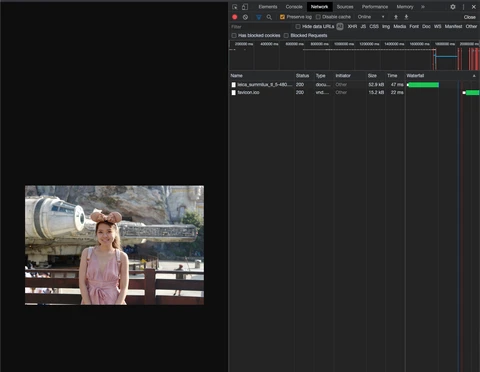 Elements Console Network Sources Performance Memory Close
Preserve log Disable cache Online
Filter Hide data URLs All XHR JS CSS Img Media Font Doc WS Manifest Other
Has blocked cookies Blocked Requests
200000 ms 400000 ms 600000 ms 800000 ms 1000000 ms 1200000 ms 1400000 ms 1600000 ms 1800000 ms
Name Status Type Initiator Size Time Waterfall
200 docu... Other 52.9 kB 47 ms
favicon.ico 200 vnd.... Other 15.2 kB 22 ms